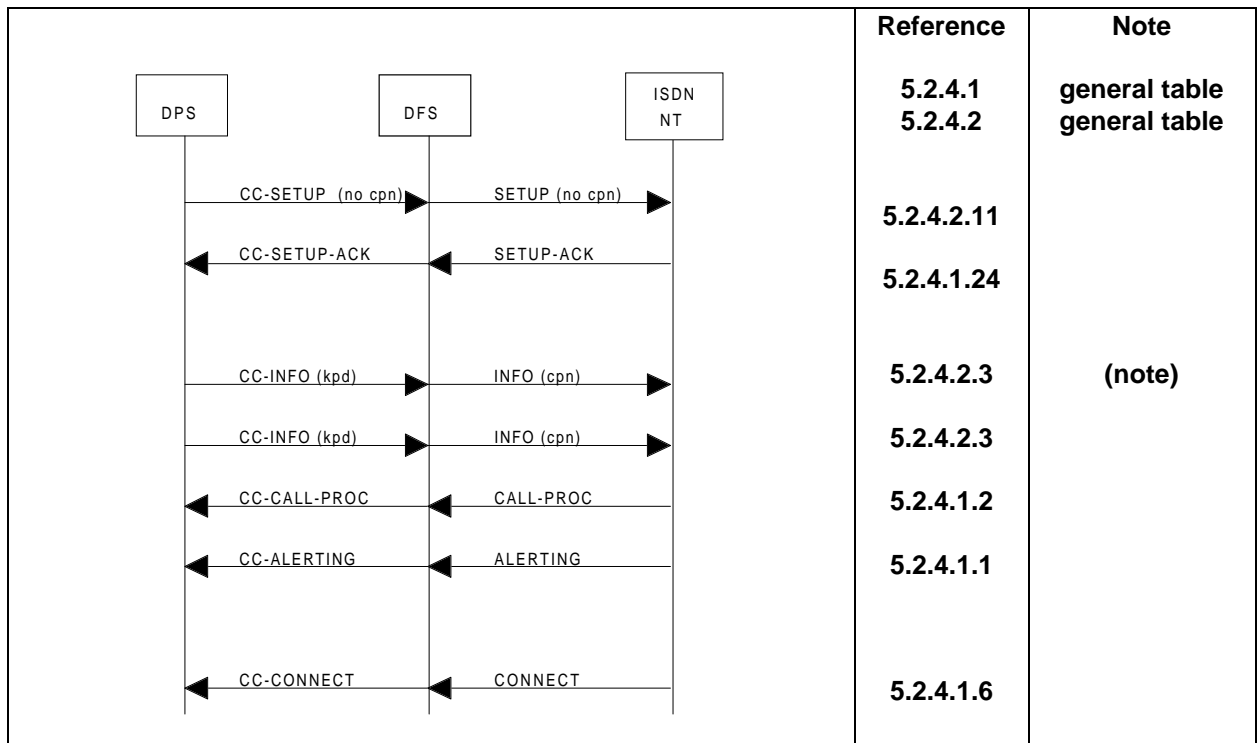 Reference Note
DPS DFS ISDN NT
5.2.4.1 general table
5.2.4.2 general table
CC-SETUP (no cpn) SETUP (no cpn)
5.2.4.2.11
CC-SETUP-ACK SETUP-ACK
5.2.4.1.24
CC-INFO (kpd) INFO (cpn) 5.2.4.2.3 (note)
CC-INFO (kpd) INFO (cpn) 5.2.4.2.3
CC-CALL-PROC CALL-PROC 5.2.4.1.2
CC-ALERTING ALERTING 5.2.4.1.1
CC-CONNECT CONNECT 5.2.4.1.6